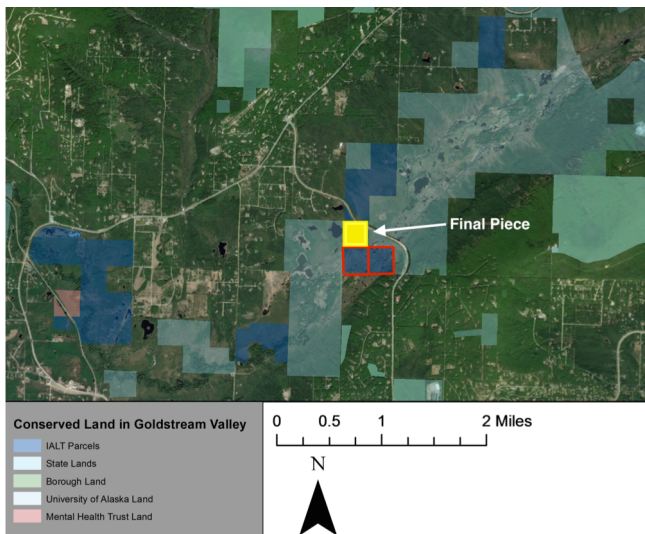 Final Piece
Conserved Land in Goldstream Valley
IALT Parcels
State Lands
Borough Land
University of Alaska Land
Mental Health Trust Land
0 0.5 1 2 Miles
N